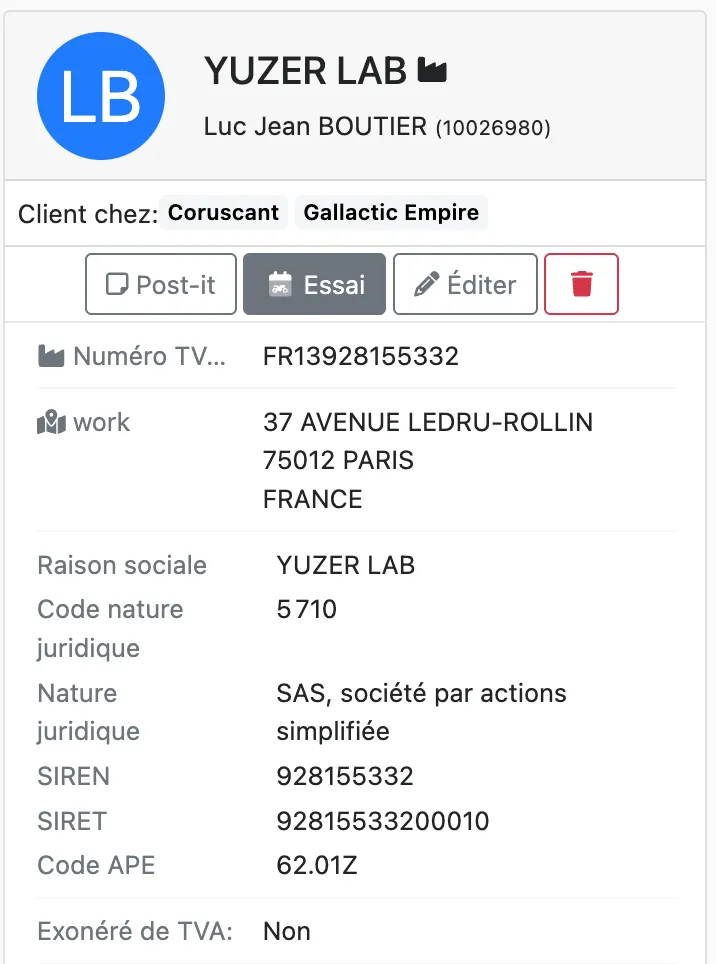 LB
YUZER LAB
Luc Jean BOUTIER (10026980)
Client chez: Coruscant Gallactic Empire
Post-it Essai Éditer
Numéro TV... FR13928155332
work 37 AVENUE LEDRU-ROLLIN
75012 PARIS
FRANCE
Raison sociale YUZER LAB
Code nature 5 710
juridique
Nature SAS, société par actions
juridique simplifiée
SIREN 928155332
SIRET 92815533200010
Code APE 62.01Z
Exonéré de TVA: Non